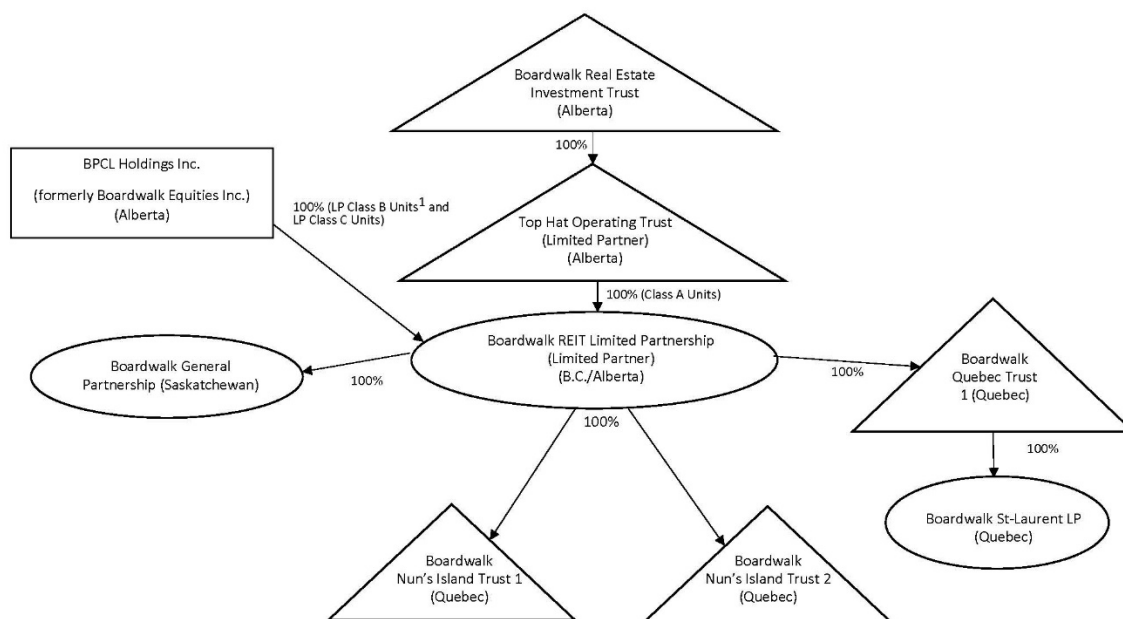 Boardwalk Real Estate
Investment Trust
(Alberta)
100%
BPCL Holdings Inc.
(formerly Boardwalk Equities Inc.)
(Alberta)
100% (LP Class B Units¹ and
LP Class C Units)
Top Hat Operating Trust
(Limited Partner)
(Alberta)
100% (Class A Units)
Boardwalk REIT Limited Partnership
(Limited Partner)
(B.C./Alberta)
Boardwalk General
Partnership (Saskatchewan)
100%
100%
Boardwalk
Quebec Trust
1 (Quebec)
100%
100%
Boardwalk St-Laurent LP
(Quebec)
Boardwalk
Nun's Island Trust 1
(Quebec)
Boardwalk
Nun's Island Trust 2
(Quebec)